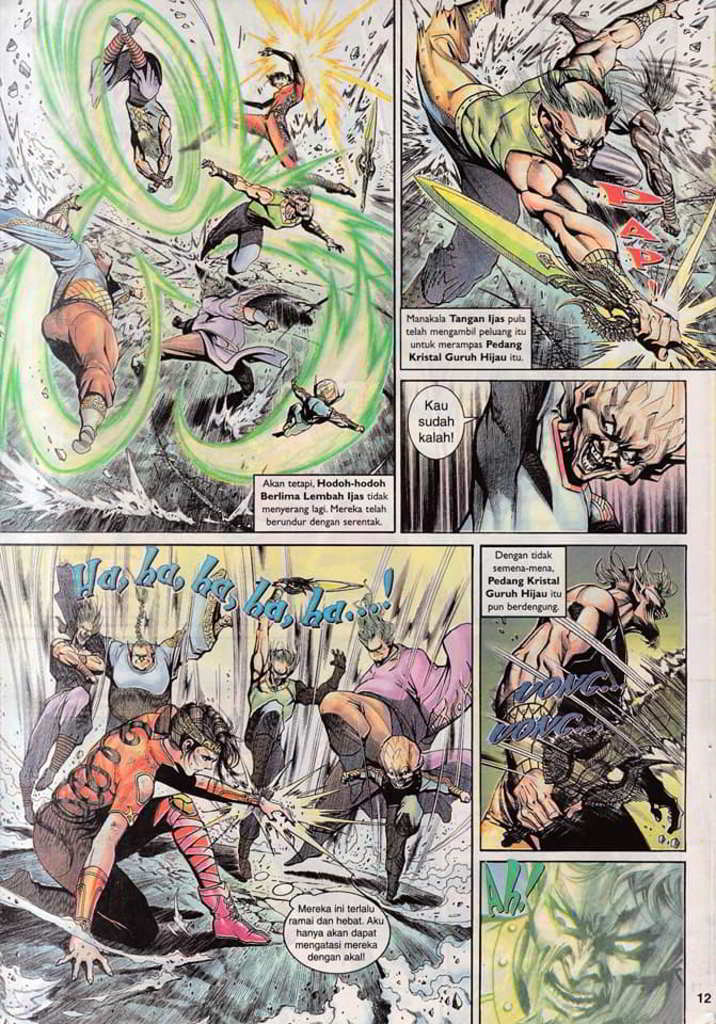 Akan tetapi, Hodoh-hodoh
Berlima Lembah Ijas tidak
menyerang lagi. Mereka telah
berundur dengan serentak.
PAP
PAP
Manakala Tangan Ijas pula
telah mengambil peluang itu
untuk merampas Pedang
Kristal Guruh Hijau itu.
Kau
sudah
kalah!
Ha, ha, ha, ha, ha...!
Mereka ini terlalu
ramai dan hebat. Aku
hanya akan dapat
mengatasi mereka
dengan akal!
Dengan tidak
semena-mena,
Pedang Kristal
Guruh Hijau itu
pun berdengung.
VONG...
VONG...
Ah!
12